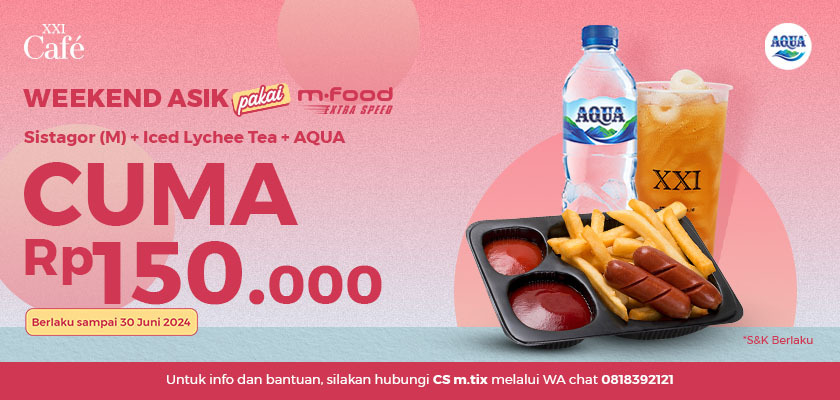 XXI
Café
AQUA
WEEKEND ASIK pakai m·food
EXTRA SPEED
Sistagor (M) + Iced Lychee Tea + AQUA
CUMA
Rp150.000
Berlaku sampai 30 Juni 2024
AQUA
XXI
*S&K Berlaku
Untuk info dan bantuan, silakan hubungi CS m.tix melalui WA chat 0818392121